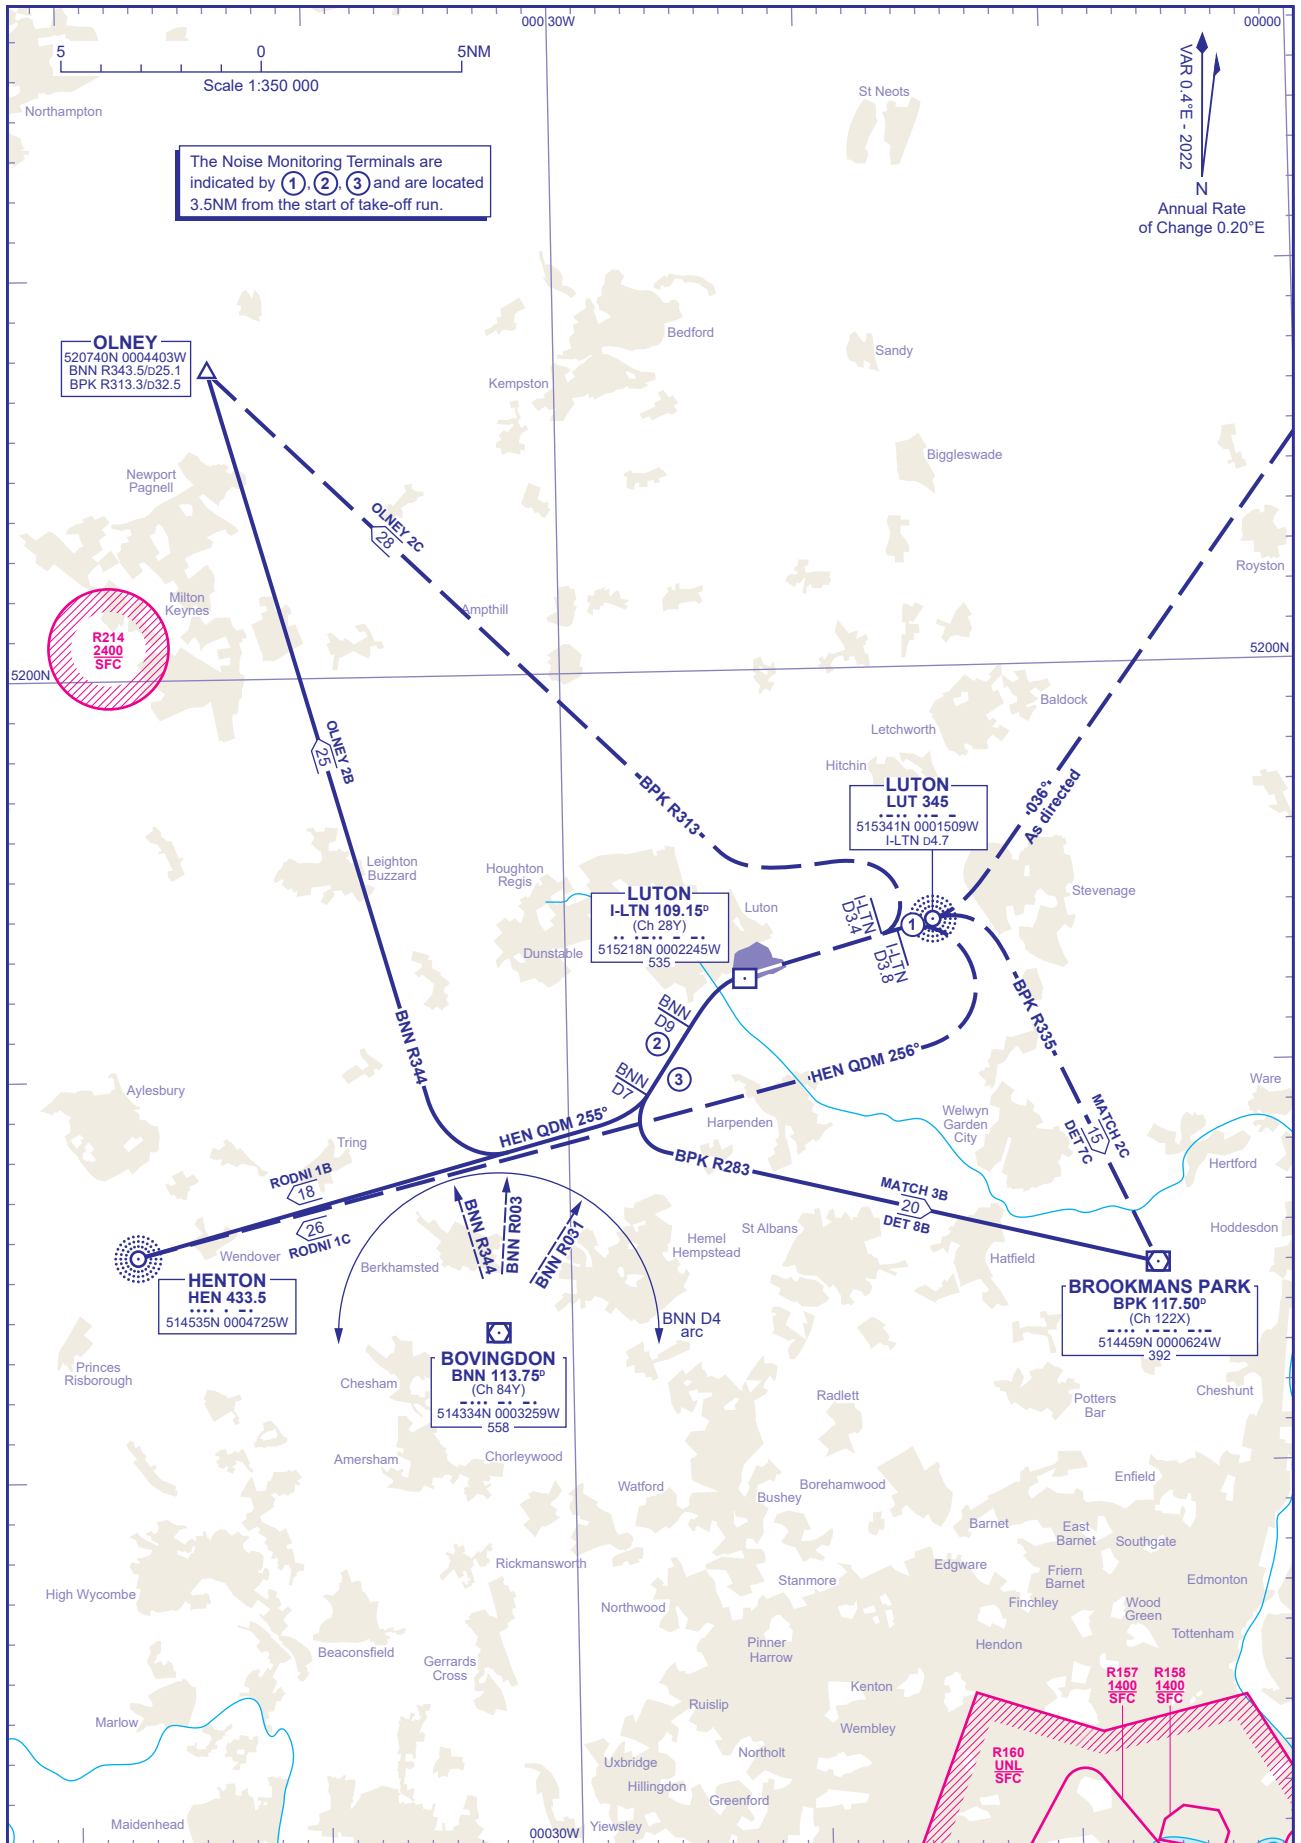 00030W
00000
5
0
5NM
Scale 1:350 000
Northampton
St Neots
VAR 0.4°E - 2022
N
Annual Rate
of Change 0.20°E
The Noise Monitoring Terminals are
indicated by 1, 2, 3 and are located
3.5NM from the start of take-off run.
Bedford
Sandy
Kempston
OLNEY
520740N 0004403W
BNN R343.5/D25.1
BPK R313.3/D32.5
Biggleswade
Newport
Pagnell
OLNEY 2C
28
Royston
Milton
Keynes
Ampthill
R214
2400
SFC
5200N
5200N
Baldock
Letchworth
Hitchin
OLNEY 2B
25
BPK R313
036°
As directed
LUTON
LUT 345
515341N 0001509W
I-LTN D4.7
Leighton
Buzzard
Houghton
Regis
Stevenage
LUTON
I-LTN 109.15D
(Ch 28Y)
515218N 0002245W
535
Luton
I-LTN
D3.4
1
I-LTN
D3.8
Dunstable
BPK R335
BNN
D9
2
BNN R344
HEN QDM 256°
BNN
D7
3
Aylesbury
Ware
Welwyn
Garden
City
MATCH 2C
15
DET 7C
Harpenden
HEN QDM 255°
Tring
Hertford
BPK R283
RODNI 1B
18
MATCH 3B
20
DET 8B
26
RODNI 1C
BNN R344
BNN R003
BNN R031
St Albans
Hoddesdon
Hemel
Hempstead
Wendover
Berkhamsted
Hatfield
HENTON
HEN 433.5
514535N 0004725W
BROOKMANS PARK
BPK 117.50D
(Ch 122X)
514459N 0000624W
392
BNN D4
arc
BOVINGDON
BNN 113.75D
(Ch 84Y)
514334N 0003259W
558
Princes
Risborough
Chesham
Radlett
Potters
Bar
Cheshunt
Amersham
Chorleywood
Watford
Bushey
Borehamwood
Enfield
Barnet
East
Barnet
Southgate
Rickmansworth
Edgware
Friern
Barnet
Edmonton
Stanmore
High Wycombe
Northwood
Finchley
Wood
Green
Tottenham
Beaconsfield
Gerrards
Cross
Pinner
Harrow
Hendon
R157
1400
SFC
R158
1400
SFC
Kenton
Ruislip
Marlow
Wembley
R160
UNL
SFC
Uxbridge
Northolt
Hillingdon
Greenford
Maidenhead
00030W
Yiewsley